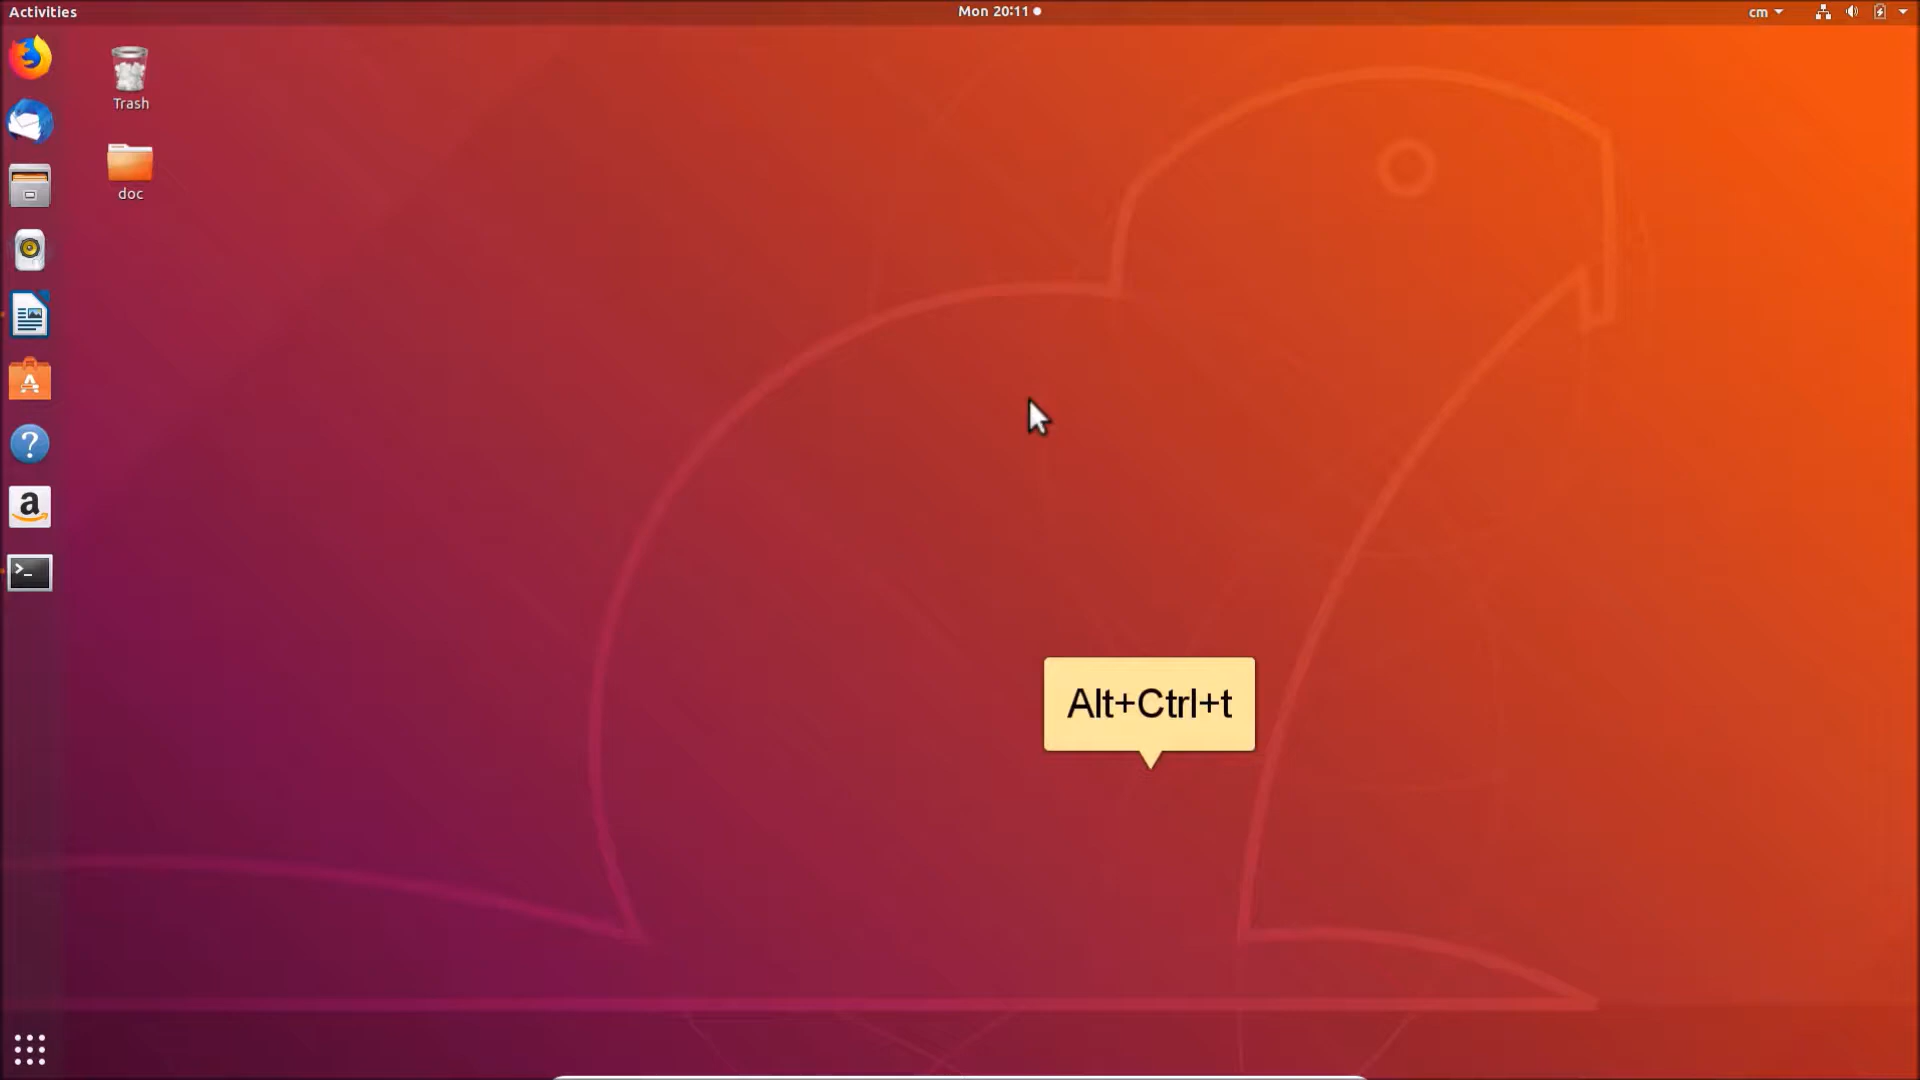 Activities
Mon 20:11
cm
Trash
doc
Alt+Ctrl+t